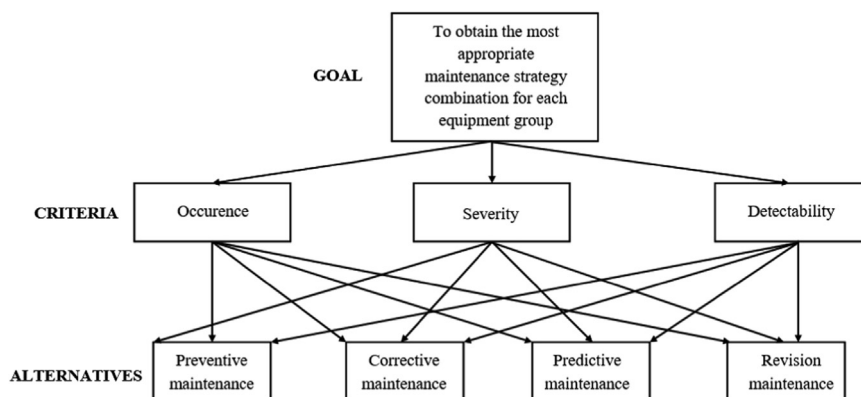 To obtain the most
appropriate
maintenance strategy
combination for each
equipment group
GOAL
CRITERIA
Occurence
Severity
Detectability
ALTERNATIVES
Preventive
maintenance
Corrective
maintenance
Predictive
maintenance
Revision
maintenance